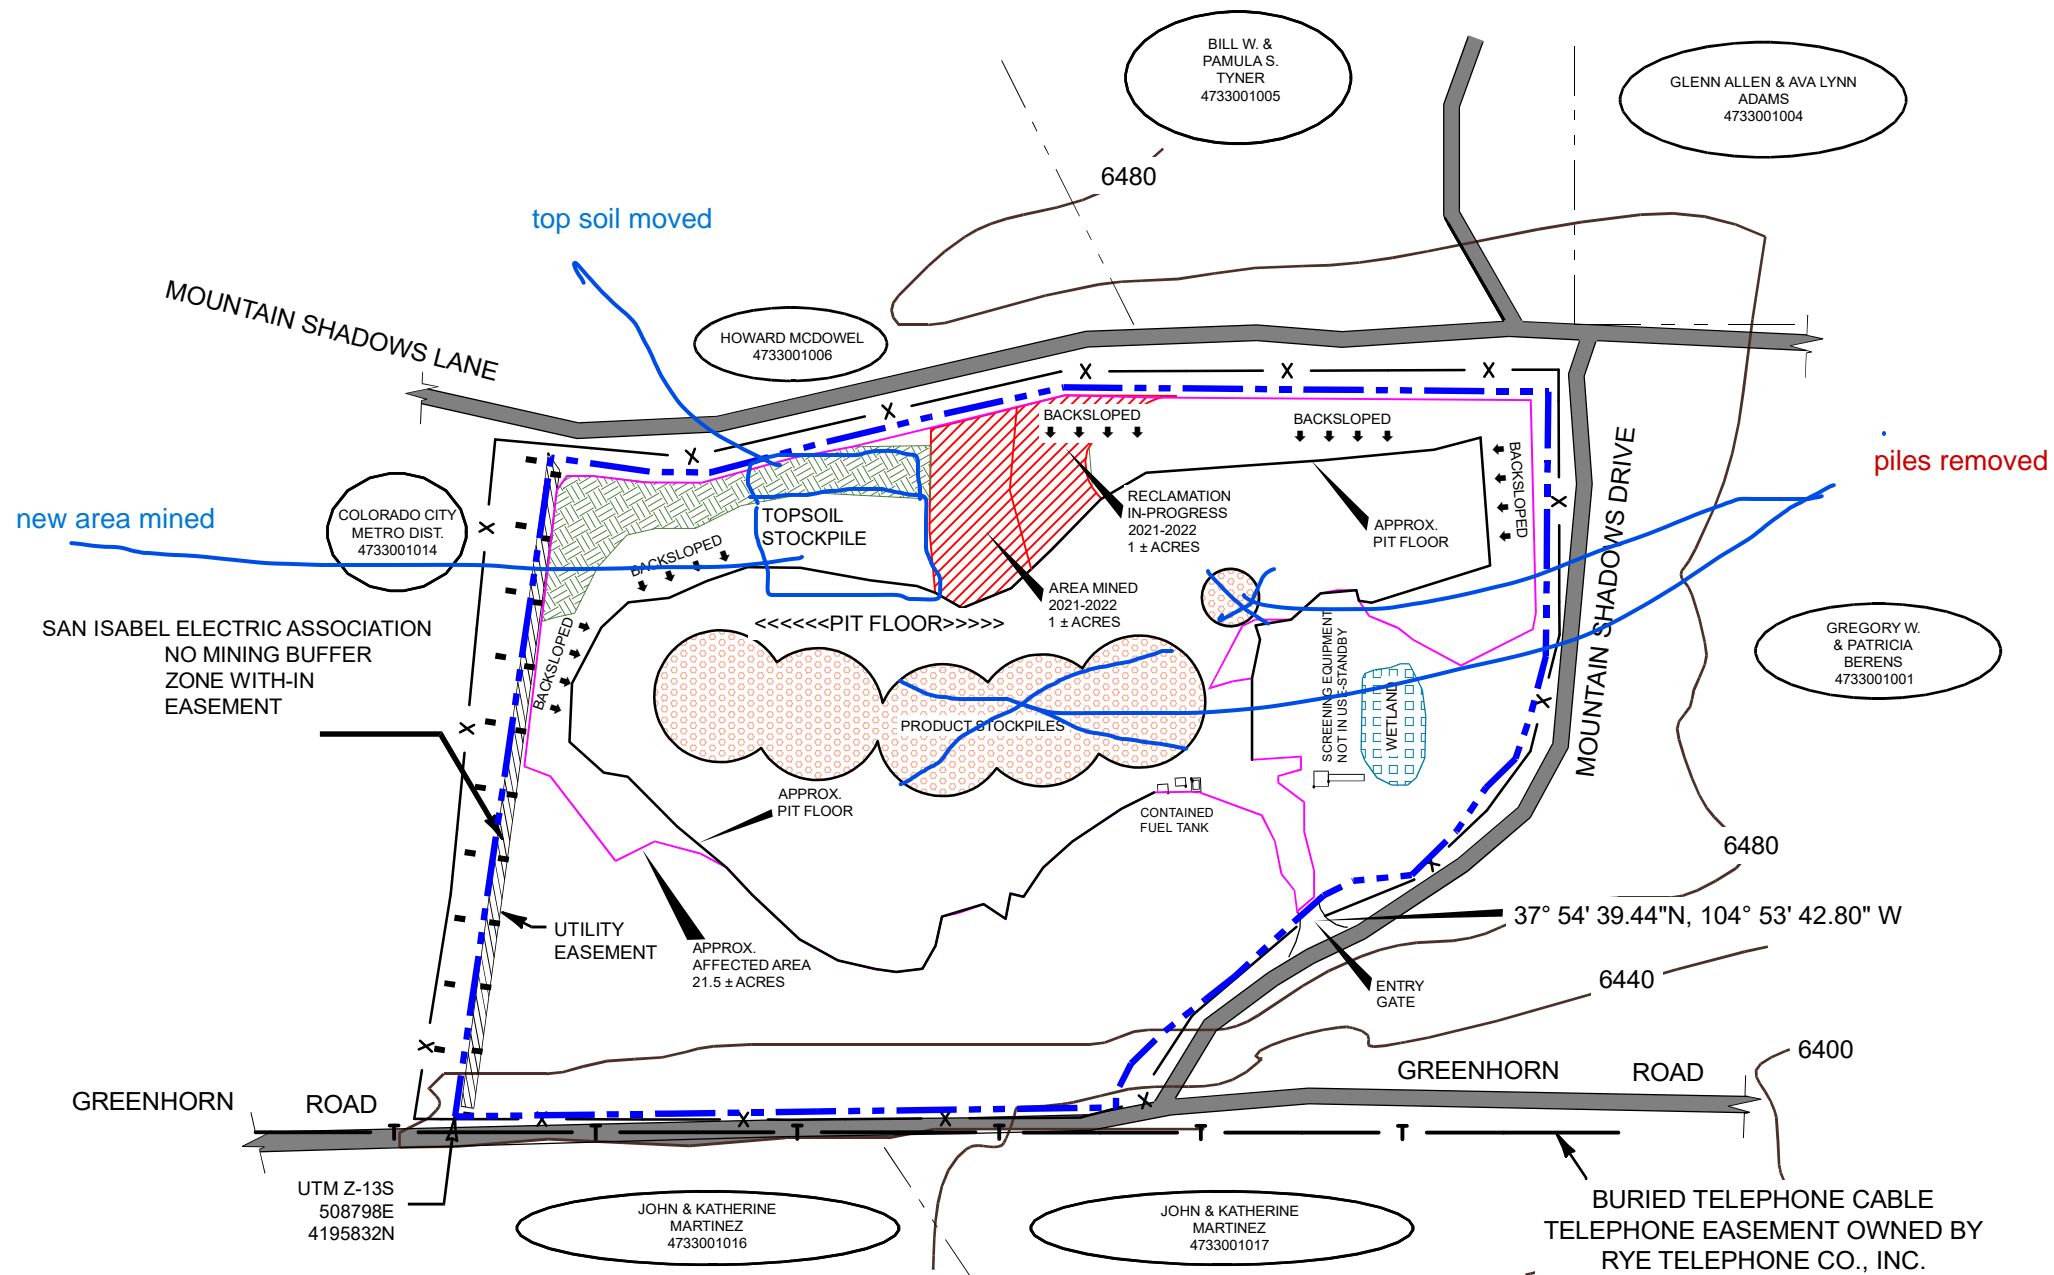 BILL W. &
PAMULA S.
TYNER
4733001005
GLENN ALLEN & AVA LYNN
ADAMS
4733001004
6480
top soil moved
MOUNTAIN SHADOWS LANE
HOWARD MCDOWEL
4733001006
X
X
X
X
X
BACKSLOPED
BACKSLOPED
BACKSLOPED
MOUNTAIN SHADOWS DRIVE
piles removed
new area mined
COLORADO CITY
METRO DIST.
4733001014
X
X
TOPSOIL
STOCKPILE
RECLAMATION
IN-PROGRESS
2021-2022
1 ± ACRES
APPROX.
PIT FLOOR
BACKSLOPED
AREA MINED
2021-2022
1 ± ACRES
SAN ISABEL ELECTRIC ASSOCIATION
NO MINING BUFFER
ZONE WITH-IN
EASEMENT
BACKSLOPED
<<<<<<PIT FLOOR>>>>>
SCREENING EQUIPMENT
NOT IN USE-STANDBY
WETLAND
GREGORY W.
& PATRICIA
BERENS
4733001001
X
X
PRODUCT STOCKPILES
APPROX.
PIT FLOOR
CONTAINED
FUEL TANK
6480
X
37° 54' 39.44"N, 104° 53' 42.80" W
UTILITY
EASEMENT
APPROX.
AFFECTED AREA
21.5 ± ACRES
ENTRY
GATE
6440
X
6400
GREENHORN ROAD
GREENHORN ROAD
X
X
X
X
T
T
T
T
T
T
UTM Z-13S
508798E
4195832N
JOHN & KATHERINE
MARTINEZ
4733001016
JOHN & KATHERINE
MARTINEZ
4733001017
BURIED TELEPHONE CABLE
TELEPHONE EASEMENT OWNED BY
RYE TELEPHONE CO., INC.